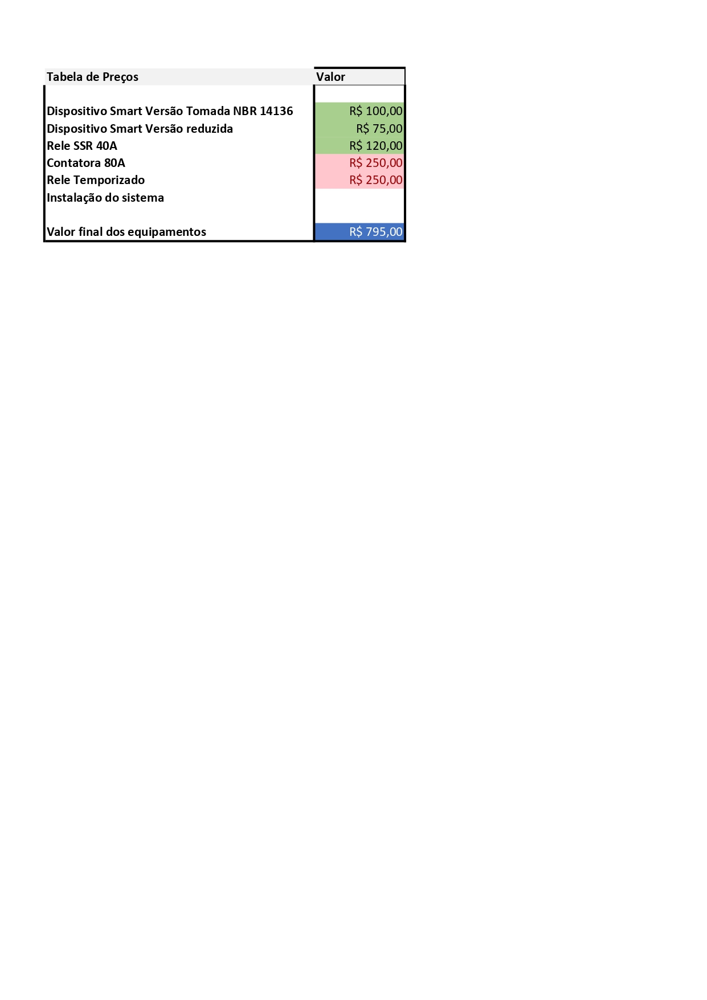 Tabela de Preços Valor
Dispositivo Smart Versão Tomada NBR 14136 R$ 100,00
Dispositivo Smart Versão reduzida R$ 75,00
Rele SSR 40A R$ 120,00
Contatora 80A R$ 250,00
Rele Temporizado R$ 250,00
Instalação do sistema
Valor final dos equipamentos R$ 795,00